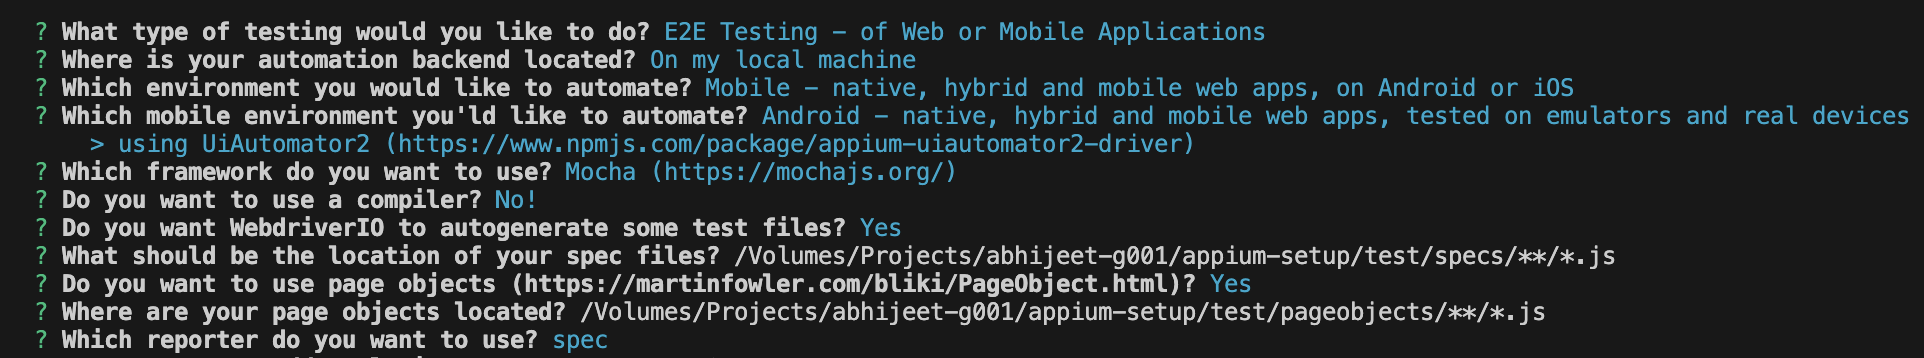 ? What type of testing would you like to do? E2E Testing – of Web or Mobile Applications
? Where is your automation backend located? On my local machine
? Which environment you would like to automate? Mobile – native, hybrid and mobile web apps, on Android or iOS
? Which mobile environment you'ld like to automate? Android – native, hybrid and mobile web apps, tested on emulators and real devices
> using UiAutomator2 (https://www.npmjs.com/package/appium-uiautomator2-driver)
? Which framework do you want to use? Mocha (https://mochajs.org/)
? Do you want to use a compiler? No!
? Do you want WebdriverIO to autogenerate some test files? Yes
? What should be the location of your spec files? /Volumes/Projects/abhijeet-g001/appium-setup/test/specs/**/*.js
? Do you want to use page objects (https://martinfowler.com/bliki/PageObject.html)? Yes
? Where are your page objects located? /Volumes/Projects/abhijeet-g001/appium-setup/test/pageobjects/**/*.js
? Which reporter do you want to use? spec